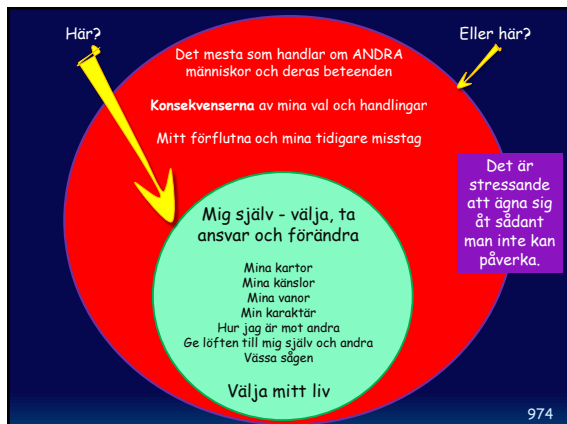 Här?
Eller här?
Det mesta som handlar om ANDRA
människor och deras beteenden
Konsekvenserna av mina val och handlingar
Mitt förflutna och mina tidigare misstag
Det är
stressande
att ägna sig
åt sådant
man inte kan
påverka.
Mig själv - välja, ta
ansvar och förändra
Mina kartor
Mina känslor
Mina vanor
Min karaktär
Hur jag är mot andra
Ge löften till mig själv och andra
Vässa sågen
Välja mitt liv
974